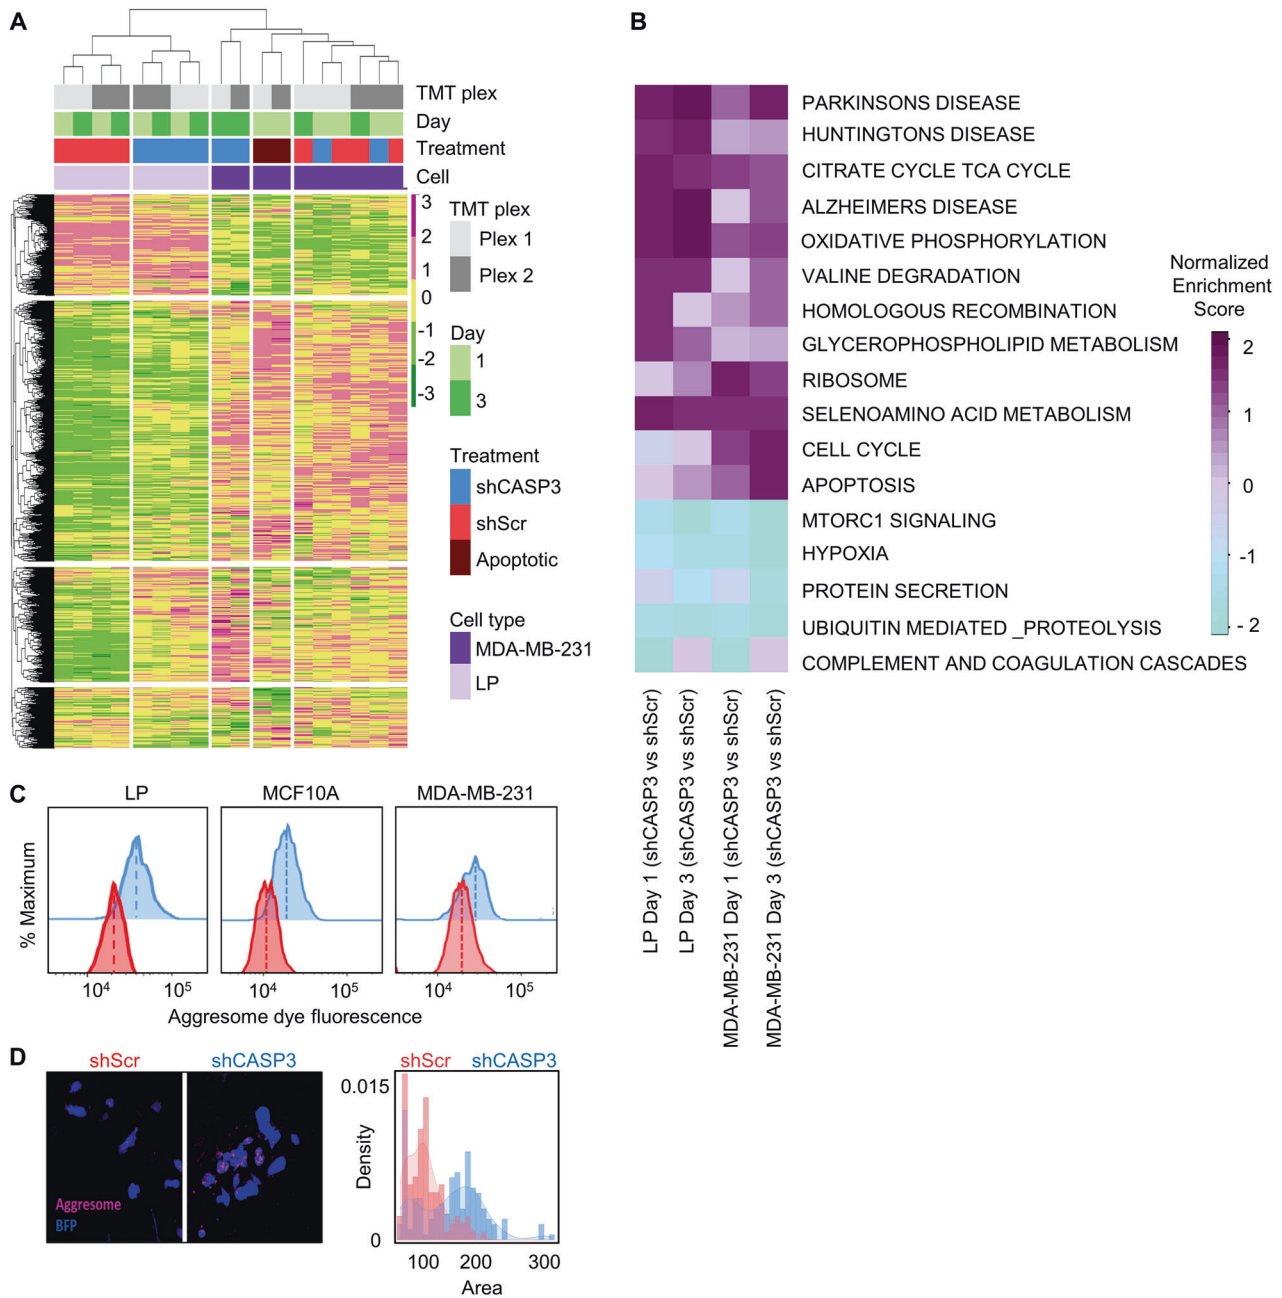 A
TMT plex
Day
Treatment
Cell
3
2
1
0
-1
-2
-3
TMT plex
Plex 1
Plex 2
Day
1
3
Treatment
shCASP3
shScr
Apoptotic
Cell type
MDA-MB-231
LP
B
PARKINSONS DISEASE
HUNTINGTONS DISEASE
CITRATE CYCLE TCA CYCLE
ALZHEIMERS DISEASE
OXIDATIVE PHOSPHORYLATION
VALINE DEGRADATION
HOMOLOGOUS RECOMBINATION
GLYCEROPHOSPHOLIPID METABOLISM
RIBOSOME
SELENOAMINO ACID METABOLISM
CELL CYCLE
APOPTOSIS
MTORC1 SIGNALING
HYPOXIA
PROTEIN SECRETION
UBIQUITIN MEDIATED _PROTEOLYSIS
COMPLEMENT AND COAGULATION CASCADES
Normalized
Enrichment
Score
2
1
0
-1
- 2
LP Day 1 (shCASP3 vs shScr)
LP Day 3 (shCASP3 vs shScr)
MDA-MB-231 Day 1 (shCASP3 vs shScr)
MDA-MB-231 Day 3 (shCASP3 vs shScr)
C
LP
MCF10A
MDA-MB-231
% Maximum
10⁴ 10⁵
10⁴ 10⁵
10⁴ 10⁵
Aggresome dye fluorescence
D
shScr
shCASP3
Aggresome
BFP
shScr
shCASP3
0.015
Density
0
100 200 300
Area